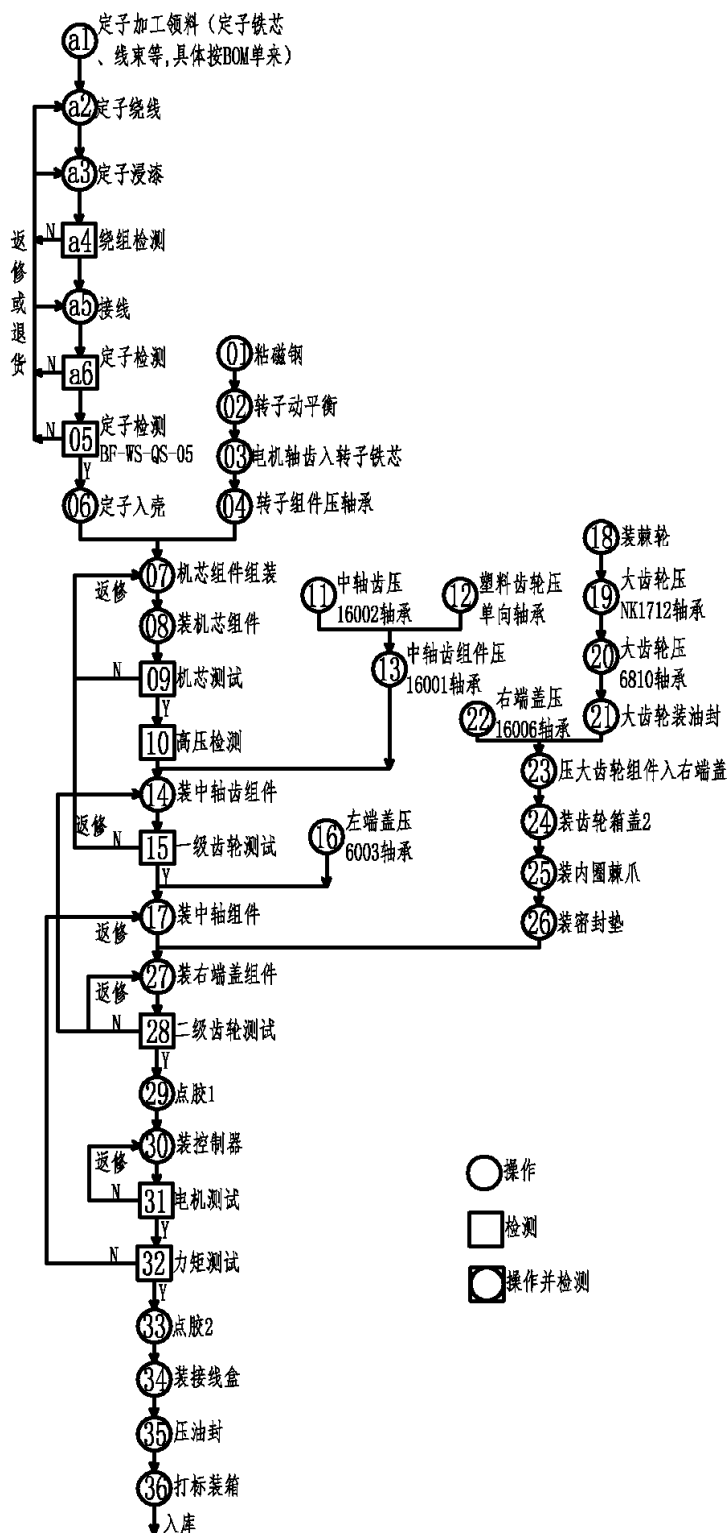 a1
定子加工领料（定子铁芯
、线束等,具体按BOM单来）
a2
定子绕线
a3
定子浸漆
N
a4
绕组检测
返修或退货
a5
接线
N
a6
定子检测
N
05
定子检测
BF-WS-QS-05
Y
06
定子入壳
01
粘磁钢
02
转子动平衡
03
电机轴齿入转子铁芯
04
转子组件压轴承
07
机芯组件组装
返修
08
装机芯组件
N
09
机芯测试
Y
10
高压检测
11
中轴齿压
16002轴承
12
塑料齿轮压
单向轴承
13
中轴齿组件压
16001轴承
18
装棘轮
19
大齿轮压
NK1712轴承
20
大齿轮压
6810轴承
21
大齿轮装油封
22
右端盖压
16006轴承
23
压大齿轮组件入右端盖
24
装齿轮箱盖2
25
装内圈棘爪
26
装密封垫
14
装中轴齿组件
返修
N
15
一级齿轮测试
Y
16
左端盖压
6003轴承
17
装中轴组件
返修
27
装右端盖组件
返修
N
28
二级齿轮测试
Y
29
点胶1
30
装控制器
返修
N
31
电机测试
Y
N
32
力矩测试
Y
33
点胶2
34
装接线盒
35
压油封
36
打标装箱
入库
操作
检测
操作并检测